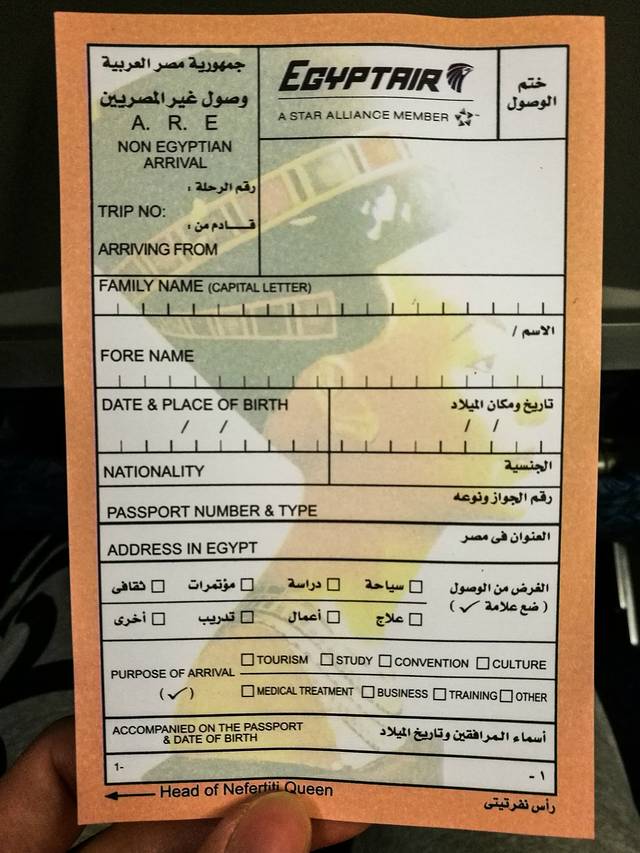 جمهورية مصر العربية
وصول غير المصريين
A. R. E
NON EGYPTIAN
ARRIVAL
رقم الرحلة :
TRIP NO:
قادم من :
ARRIVING FROM
EGYPTAIR
A STAR ALLIANCE MEMBER
ختم
الوصول
FAMILY NAME (CAPITAL LETTER)
الاسم /
FORE NAME
DATE & PLACE OF BIRTH تاريخ ومكان الميلاد
/ / / /
NATIONALITY الجنسية
رقم الجواز ونوعه
PASSPORT NUMBER & TYPE
العنوان فى مصر
ADDRESS IN EGYPT
الغرض من الوصول □ سياحة □ دراسة □ مؤتمرات □ ثقافى
( ضع علامة ✓ ) □ علاج □ أعمال □ تدريب □ أخرى
PURPOSE OF ARRIVAL □ TOURISM □ STUDY □ CONVENTION □ CULTURE
(✓) □ MEDICAL TREATMENT □ BUSINESS □ TRAINING □ OTHER
ACCOMPANIED ON THE PASSPORT
& DATE OF BIRTH
أسماء المرافقين وتاريخ الميلاد
1- ١ -
Head of Nefertiti Queen رأس نفرتيتى